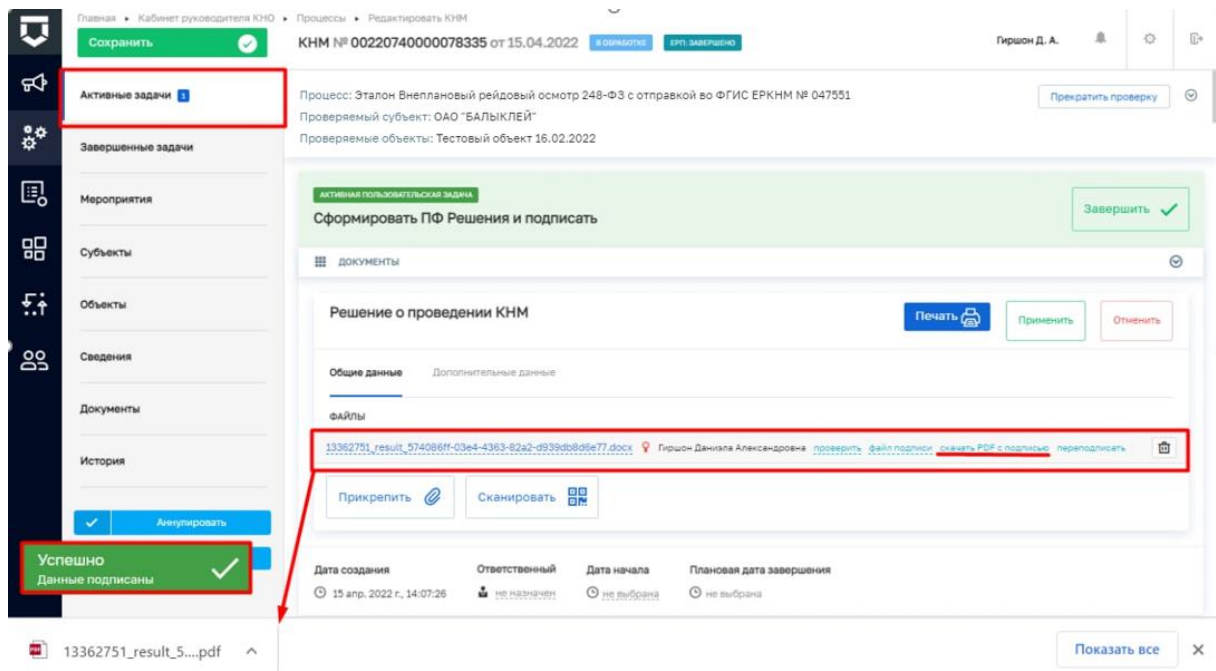 Главная ▸ Кабинет руководителя КНО ▸ Процессы ▸ Редактировать КНМ
Сохранить
КНМ № 00220740000078335 от 15.04.2022 В ОБРАБОТКЕ ЕРП: ЗАВЕРШЕНО
Гиршон Д. А.
Активные задачи 1
Завершенные задачи
Мероприятия
Субъекты
Объекты
Сведения
Документы
История
Аннулировать
Успешно
Данные подписаны
Процесс: Эталон Внеплановый рейдовый осмотр 248-ФЗ с отправкой во ФГИС ЕРКНМ № 047551
Прекратить проверку
Проверяемый субъект: ОАО "БАЛЫКЛЕЙ"
Проверяемые объекты: Тестовый объект 16.02.2022
АКТИВНАЯ ПОЛЬЗОВАТЕЛЬСКАЯ ЗАДАЧА
Сформировать ПФ Решения и подписать
Завершить
ДОКУМЕНТЫ
Решение о проведении КНМ
Печать
Применить
Отменить
Общие данные Дополнительные данные
ФАЙЛЫ
13362751_result_574086ff-03e4-4363-82a2-d939db8d6e77.docx Гиршон Даниэла Александровна проверить файл подписи скачать PDF с подписью переподписать
Прикрепить Сканировать
Дата создания Ответственный Дата начала Плановая дата завершения
15 апр. 2022 г., 14:07:26 не назначен не выбрана не выбрана
13362751_result_5....pdf
Показать все